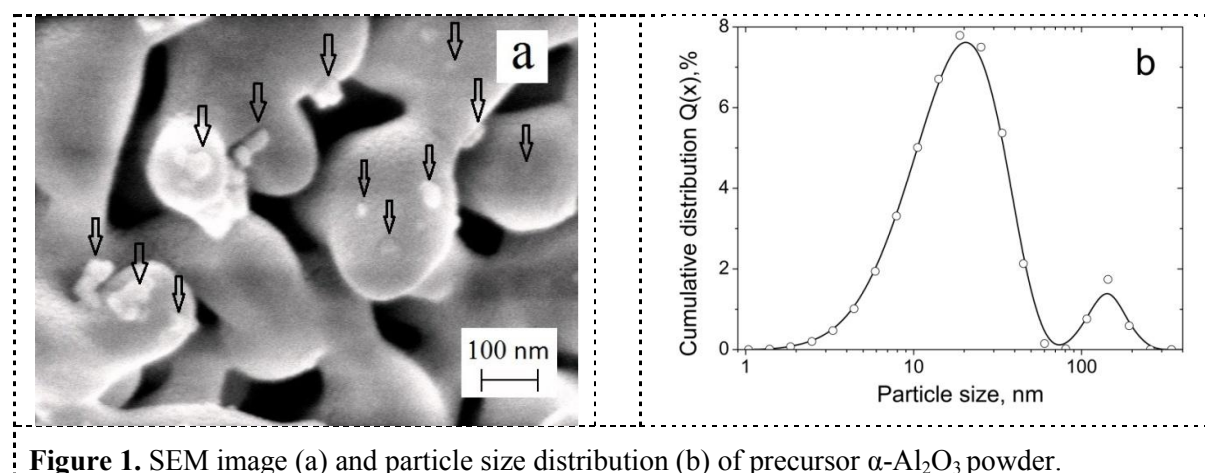 a
100 nm
b
Cumulative distribution Q(x),%
8
6
4
2
0
1 10 100
Particle size, nm
Figure 1. SEM image (a) and particle size distribution (b) of precursor α-Al₂O₃ powder.